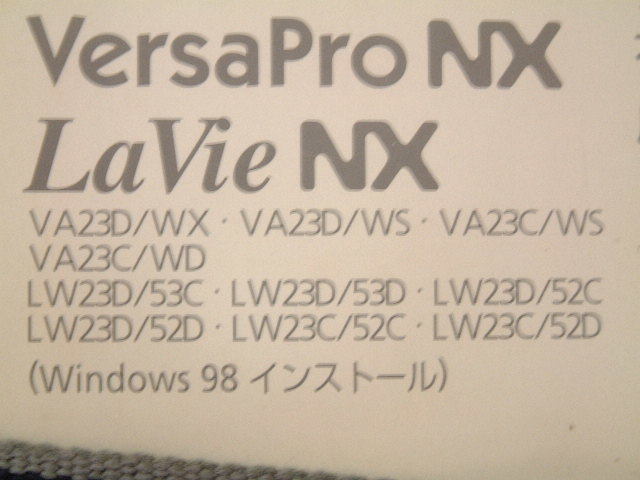 VersaPro NX
LaVie NX
VA23D/WX・VA23D/WS・VA23C/WS
VA23C/WD
LW23D/53C・LW23D/53D・LW23D/52C
LW23D/52D・LW23C/52C・LW23C/52D
(Windows 98 インストール)